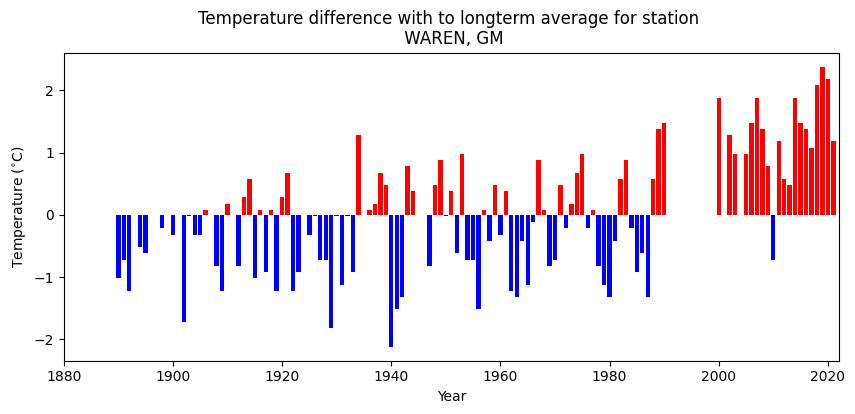 Temperature difference with to longterm average for station
WAREN, GM
Temperature (°C)
2
1
0
−1
−2
1880 1900 1920 1940 1960 1980 2000 2020
Year